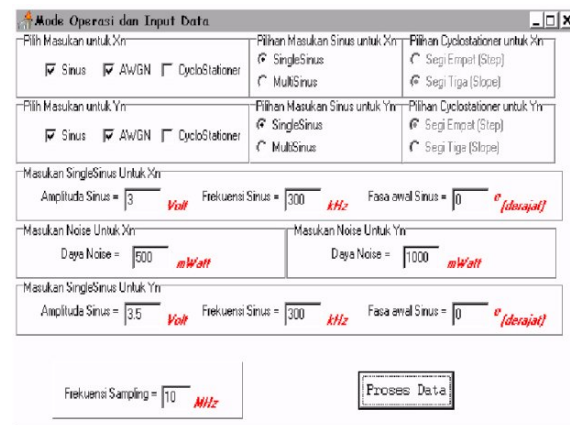 Mode Operasi dan Input Data
Pilih Masukan untuk Xn
Sinus AWGN CycloStationer
Pilihan Masukan Sinus untuk Xn
SingleSinus
MultiSinus
Pilihan Cyclostationer untuk Xn
Segi Empat (Step)
Segi Tiga (Slope)
Pilih Masukan untuk Yn
Sinus AWGN CycloStationer
Pilihan Masukan Sinus untuk Yn
SingleSinus
MultiSinus
Pilihan Cyclostationer untuk Yn
Segi Empat (Step)
Segi Tiga (Slope)
Masukan SingleSinus Untuk Xn
Amplituda Sinus = 3 Volt Frekuensi Sinus = 300 kHz Fasa awal Sinus = 0 o (derajat)
Masukan Noise Untuk Xn
Daya Noise = 500 mWatt
Masukan Noise Untuk Yn
Daya Noise = 1000 mWatt
Masukan SingleSinus Untuk Yn
Amplituda Sinus = 3.5 Volt Frekuensi Sinus = 300 kHz Fasa awal Sinus = 0 o (derajat)
Frekuensi Sampling = 10 MHz
Proses Data